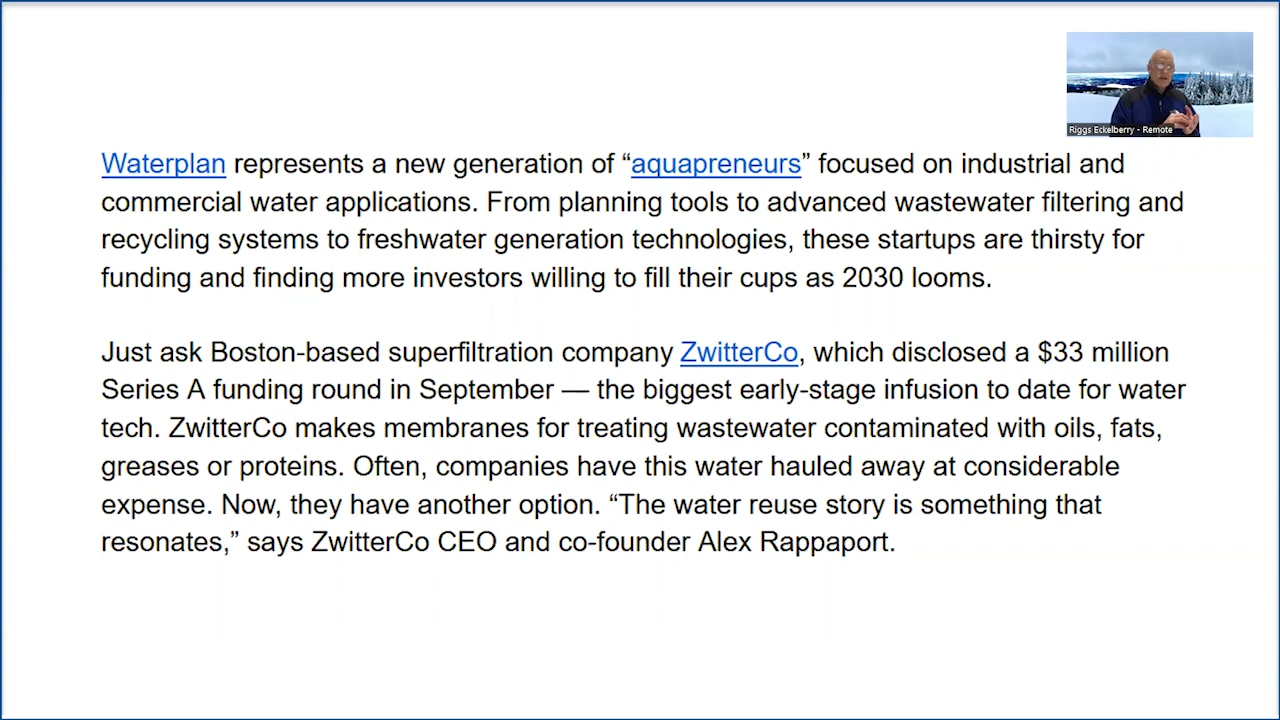 Riggs Eckelberry - Remote
Waterplan represents a new generation of “aquapreneurs” focused on industrial and
commercial water applications. From planning tools to advanced wastewater filtering and
recycling systems to freshwater generation technologies, these startups are thirsty for
funding and finding more investors willing to fill their cups as 2030 looms.
Just ask Boston-based superfiltration company ZwitterCo, which disclosed a $33 million
Series A funding round in September — the biggest early-stage infusion to date for water
tech. ZwitterCo makes membranes for treating wastewater contaminated with oils, fats,
greases or proteins. Often, companies have this water hauled away at considerable
expense. Now, they have another option. “The water reuse story is something that
resonates,” says ZwitterCo CEO and co-founder Alex Rappaport.